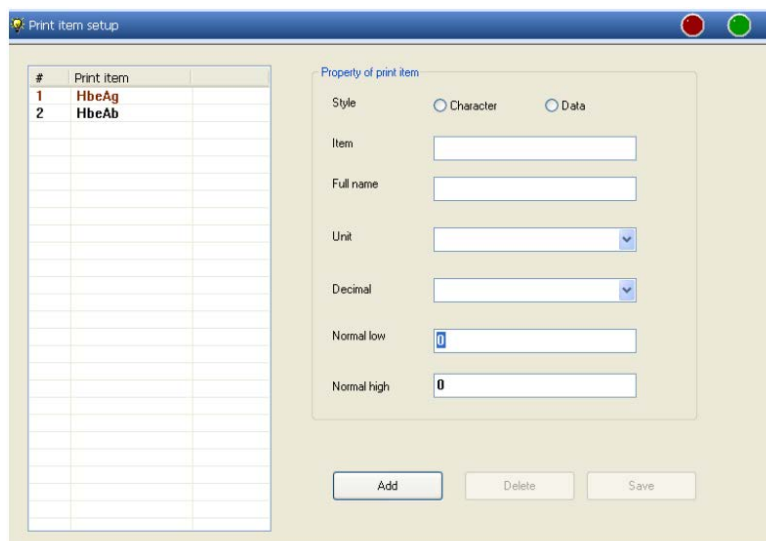 Print item setup
# Print item
1 HbeAg
2 HbeAb
Property of print item
Style Character Data
Item
Full name
Unit
Decimal
Normal low 0
Normal high 0
Add Delete Save